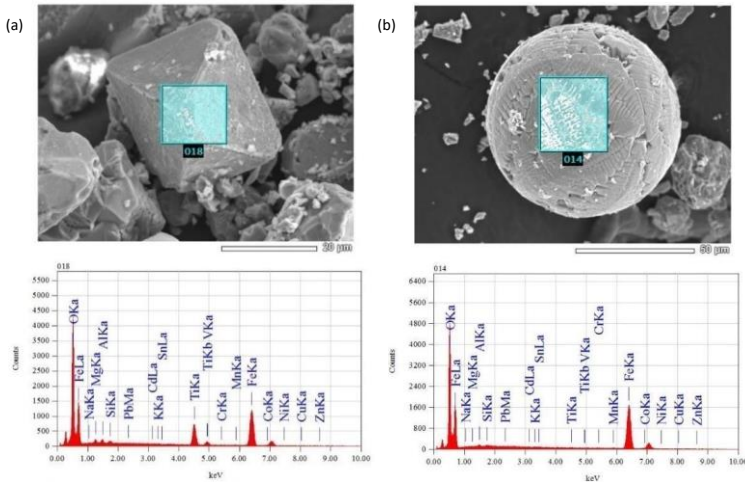 (a)
018
20 µm
(b)
014
50 µm
018
Counts
5500
5000
4500
4000
3500
3000
2500
2000
1500
1000
500
0
OKa
FeLa
NaKa
MgKa
AlKa
SiKa
PbMa
CdLa
KKa
SnLa
TiKa
TiKb VKa
CrKa
MnKa
FeKa
CoKa
NiKa
CuKa
ZnKa
0.00 1.00 2.00 3.00 4.00 5.00 6.00 7.00 8.00 9.00 10.00
keV
014
Counts
6400
5600
4800
4000
3200
2400
1600
800
0
OKa
FeLa
NaKa
MgKa
AlKa
SiKa
PbMa
CdLa
KKa
SnLa
TiKa
TiKb VKa
CrKa
MnKa
FeKa
CoKa
NiKa
CuKa
ZnKa
0.00 1.00 2.00 3.00 4.00 5.00 6.00 7.00 8.00 9.00 10.00
keV